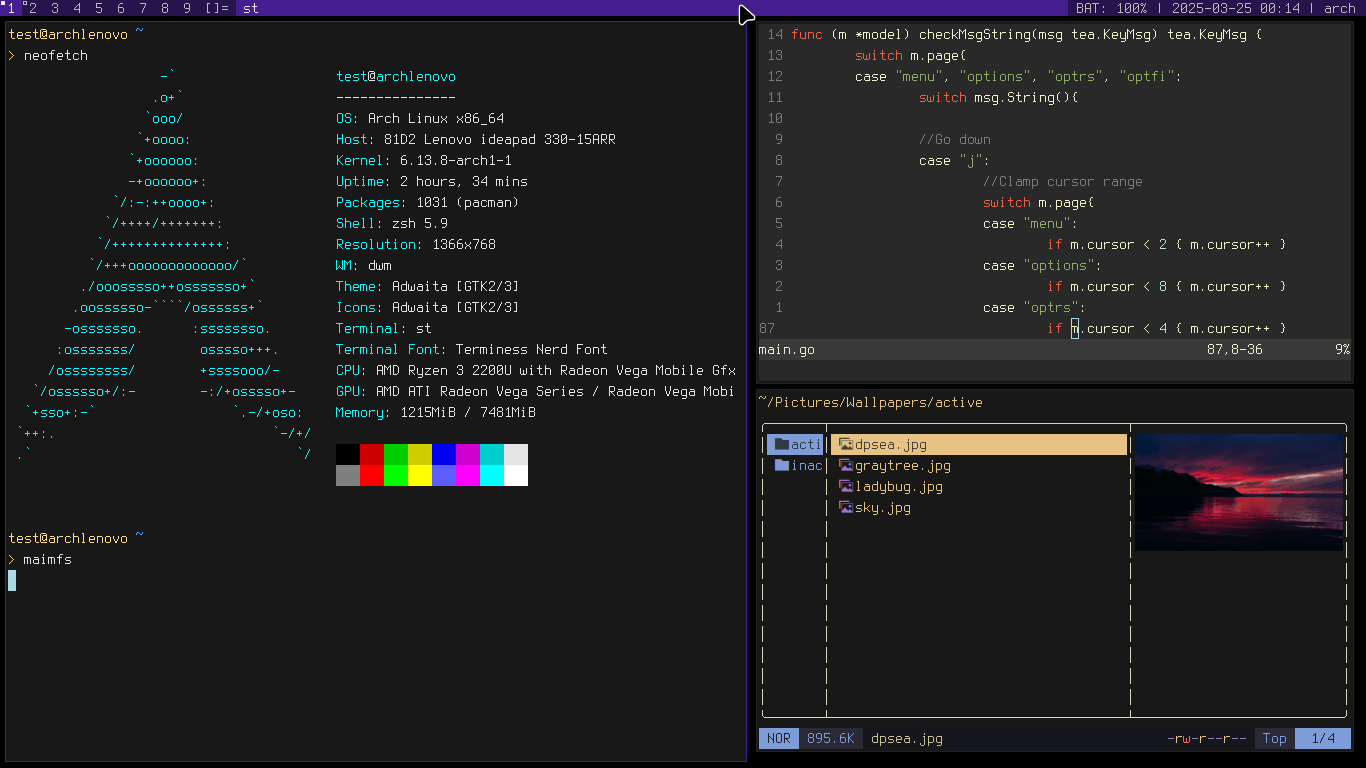 1 2 3 4 5 6 7 8 9 []= st BAT: 100% | 2025-03-25 00:14 | arch
test@archlenovo ~
> neofetch
-`
.o+`
`ooo/
`+oooo:
`+oooooo:
-+oooooo+:
`/:-:++oooo+:
`/++++/+++++++:
`/++++++++++++++:
`/+++ooooooooooooo/`
./ooosssso++osssssso+`
.oossssso-````/ossssss+`
-osssssso. :ssssssso.
:osssssss/ osssso+++.
/ossssssss/ +ssssooo/-
`/ossssso+/:- -:/+osssso+-
`+sso+:-` `.-/+oso:
`++:. `-/+/
.` `/
test@archlenovo
---------------
OS: Arch Linux x86_64
Host: 81D2 Lenovo ideapad 330-15ARR
Kernel: 6.13.8-arch1-1
Uptime: 2 hours, 34 mins
Packages: 1031 (pacman)
Shell: zsh 5.9
Resolution: 1366x768
WM: dwm
Theme: Adwaita [GTK2/3]
Icons: Adwaita [GTK2/3]
Terminal: st
Terminal Font: Terminess Nerd Font
CPU: AMD Ryzen 3 2200U with Radeon Vega Mobile Gfx
GPU: AMD ATI Radeon Vega Series / Radeon Vega Mobi
Memory: 1215MiB / 7481MiB
test@archlenovo ~
> maimfs
14 func (m *model) checkMsgString(msg tea.KeyMsg) tea.KeyMsg {
13 switch m.page{
12 case "menu", "options", "optrs", "optfi":
11 switch msg.String(){
10
9 //Go down
8 case "j":
7 //Clamp cursor range
6 switch m.page{
5 case "menu":
4 if m.cursor < 2 { m.cursor++ }
3 case "options":
2 if m.cursor < 8 { m.cursor++ }
1 case "optrs":
87 if m.cursor < 4 { m.cursor++ }
main.go 87,8-36 9%
~/Pictures/Wallpapers/active
acti dpsea.jpg
inac graytree.jpg
ladybug.jpg
sky.jpg
NOR 895.6K dpsea.jpg -rw-r--r-- Top 1/4